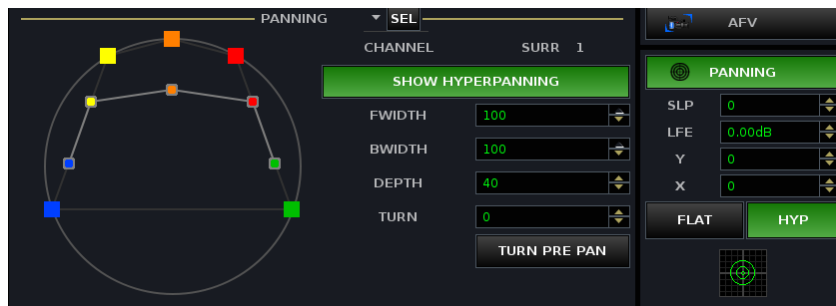 PANNING SEL
CHANNEL SURR 1
SHOW HYPERPANNING
FWIDTH 100
BWIDTH 100
DEPTH 40
TURN 0
TURN PRE PAN
AFV
PANNING
SLP 0
LFE 0.00dB
Y 0
X 0
FLAT HYP